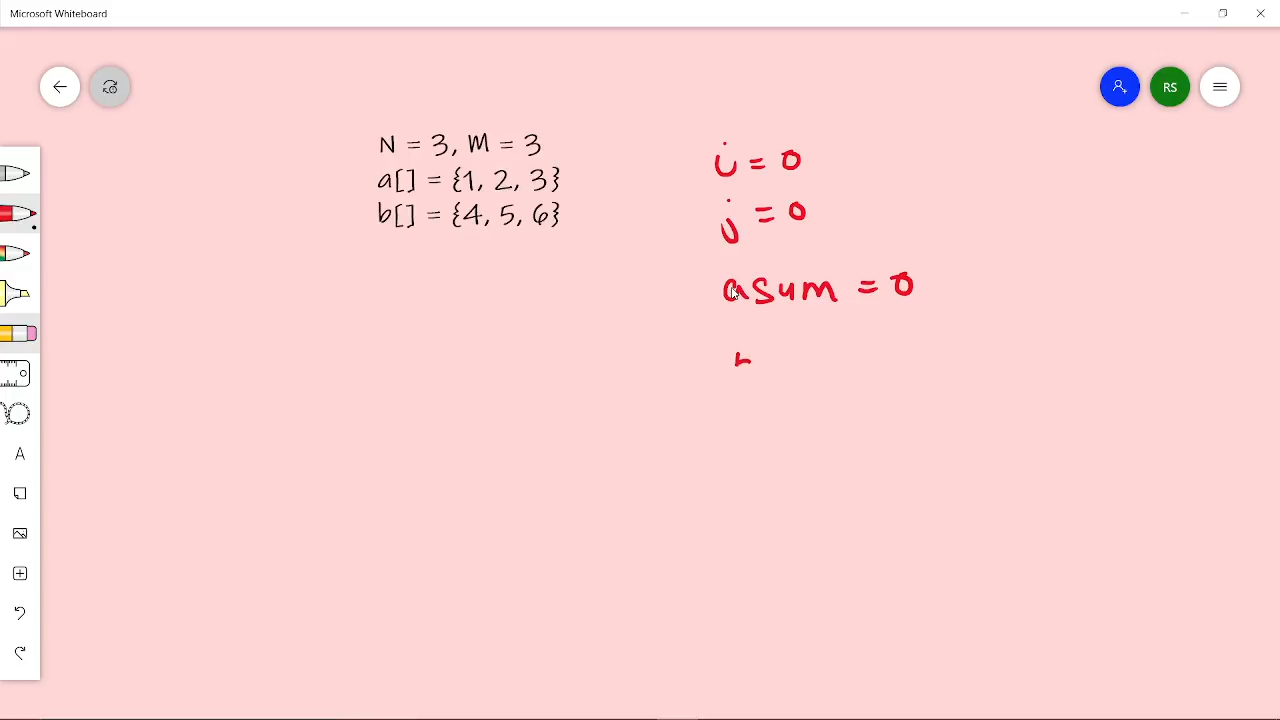 Microsoft Whiteboard
RS
N = 3, M = 3
a[] = {1, 2, 3}
b[] = {4, 5, 6}
i = 0
j = 0
asum = 0
A